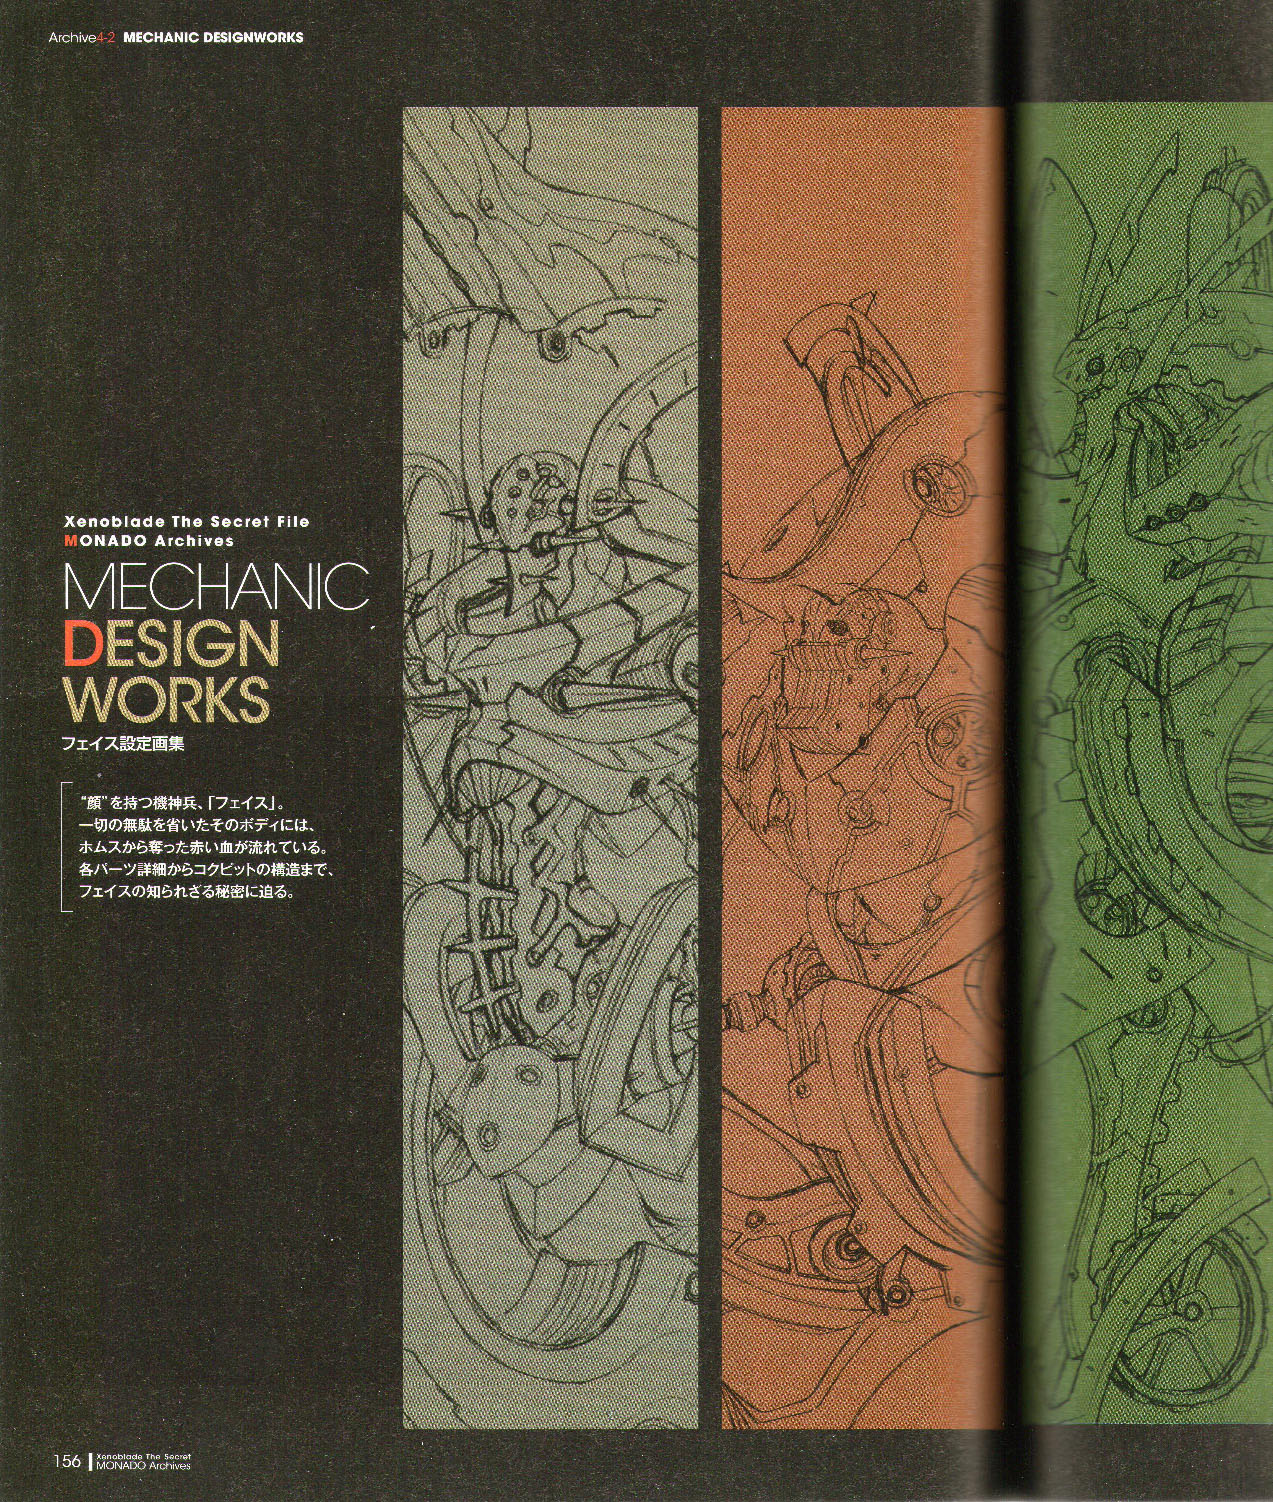 Archive4-2 MECHANIC DESIGNWORKS
Xenoblade The Secret File
MONADO Archives
MECHANIC
DESIGN
WORKS
フェイス設定画集
“顔”を持つ機神兵、「フェイス」。
一切の無駄を省いたそのボディには、
ホムスから奪った赤い血が流れている。
各パーツ詳細からコクピットの構造まで、
フェイスの知られざる秘密に迫る。
156
Xenoblade The Secret
MONADO Archives